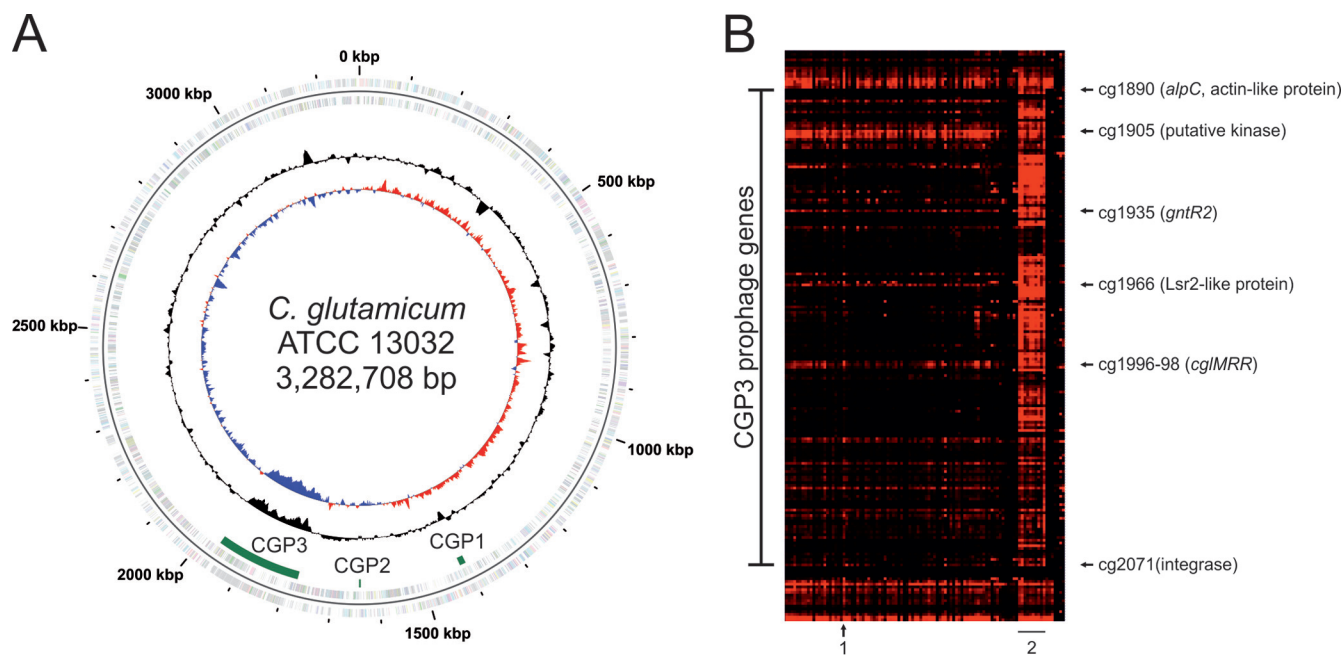 A
0 kbp
500 kbp
1000 kbp
1500 kbp
2000 kbp
2500 kbp
3000 kbp
C. glutamicum
ATCC 13032
3,282,708 bp
CGP3
CGP2
CGP1
B
CGP3 prophage genes
cg1890 (alpC, actin-like protein)
cg1905 (putative kinase)
cg1935 (gntR2)
cg1966 (Lsr2-like protein)
cg1996-98 (cglMRR)
cg2071(integrase)
1
2